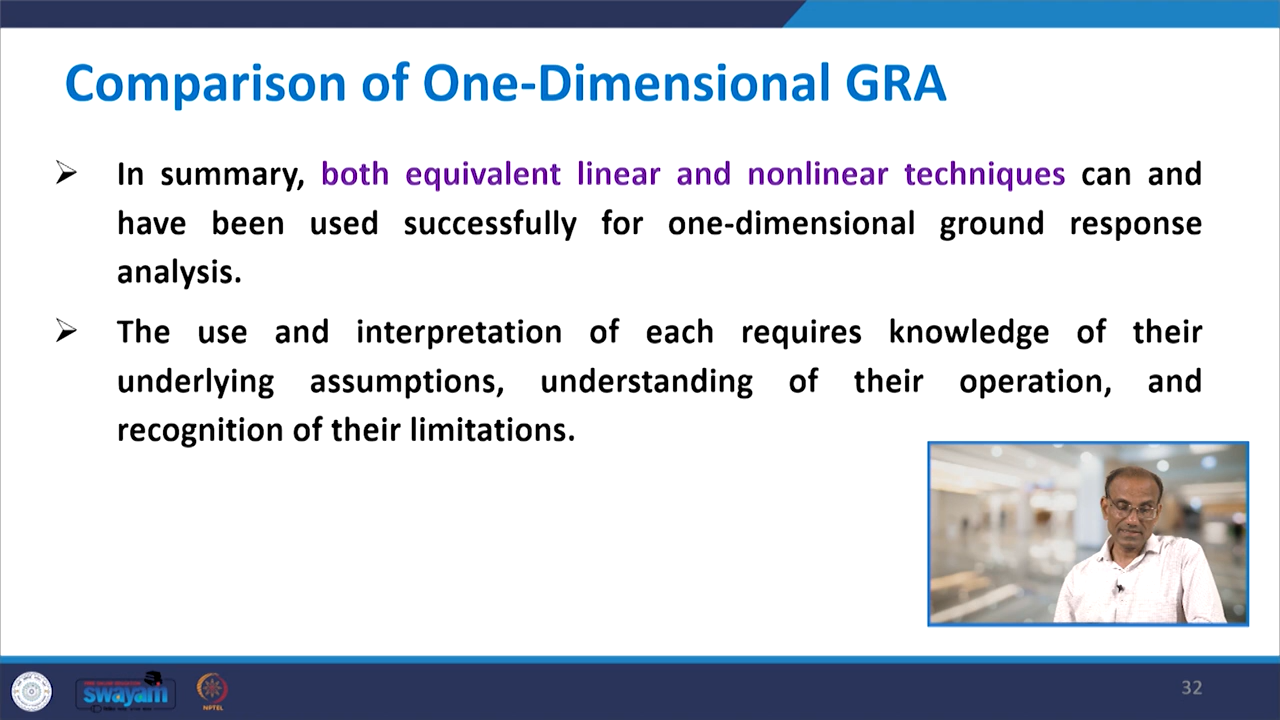 Comparison of One-Dimensional GRA
In summary, both equivalent linear and nonlinear techniques can and
have been used successfully for one-dimensional ground response
analysis.
The use and interpretation of each requires knowledge of their
underlying assumptions, understanding of their operation, and
recognition of their limitations.
swayam
NPTEL
32